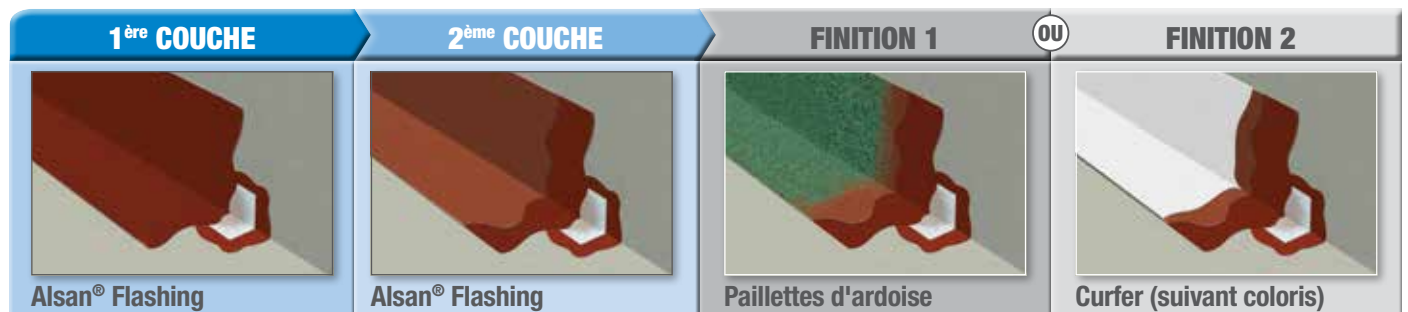 1ère COUCHE
2ème COUCHE
FINITION 1
OU
FINITION 2
Alsan® Flashing
Alsan® Flashing
Paillettes d'ardoise
Curfer (suivant coloris)